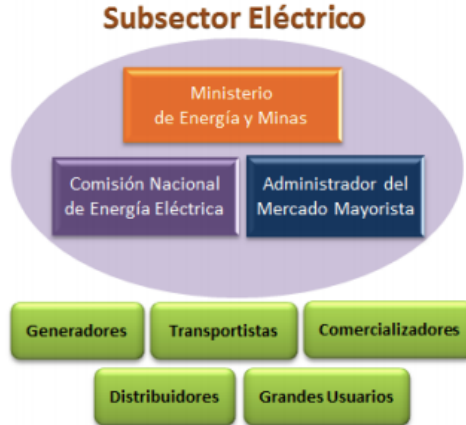 Subsector Eléctrico
Ministerio
de Energía y Minas
Comisión Nacional
de Energía Eléctrica
Administrador del
Mercado Mayorista
Generadores
Transportistas
Comercializadores
Distribuidores
Grandes Usuarios